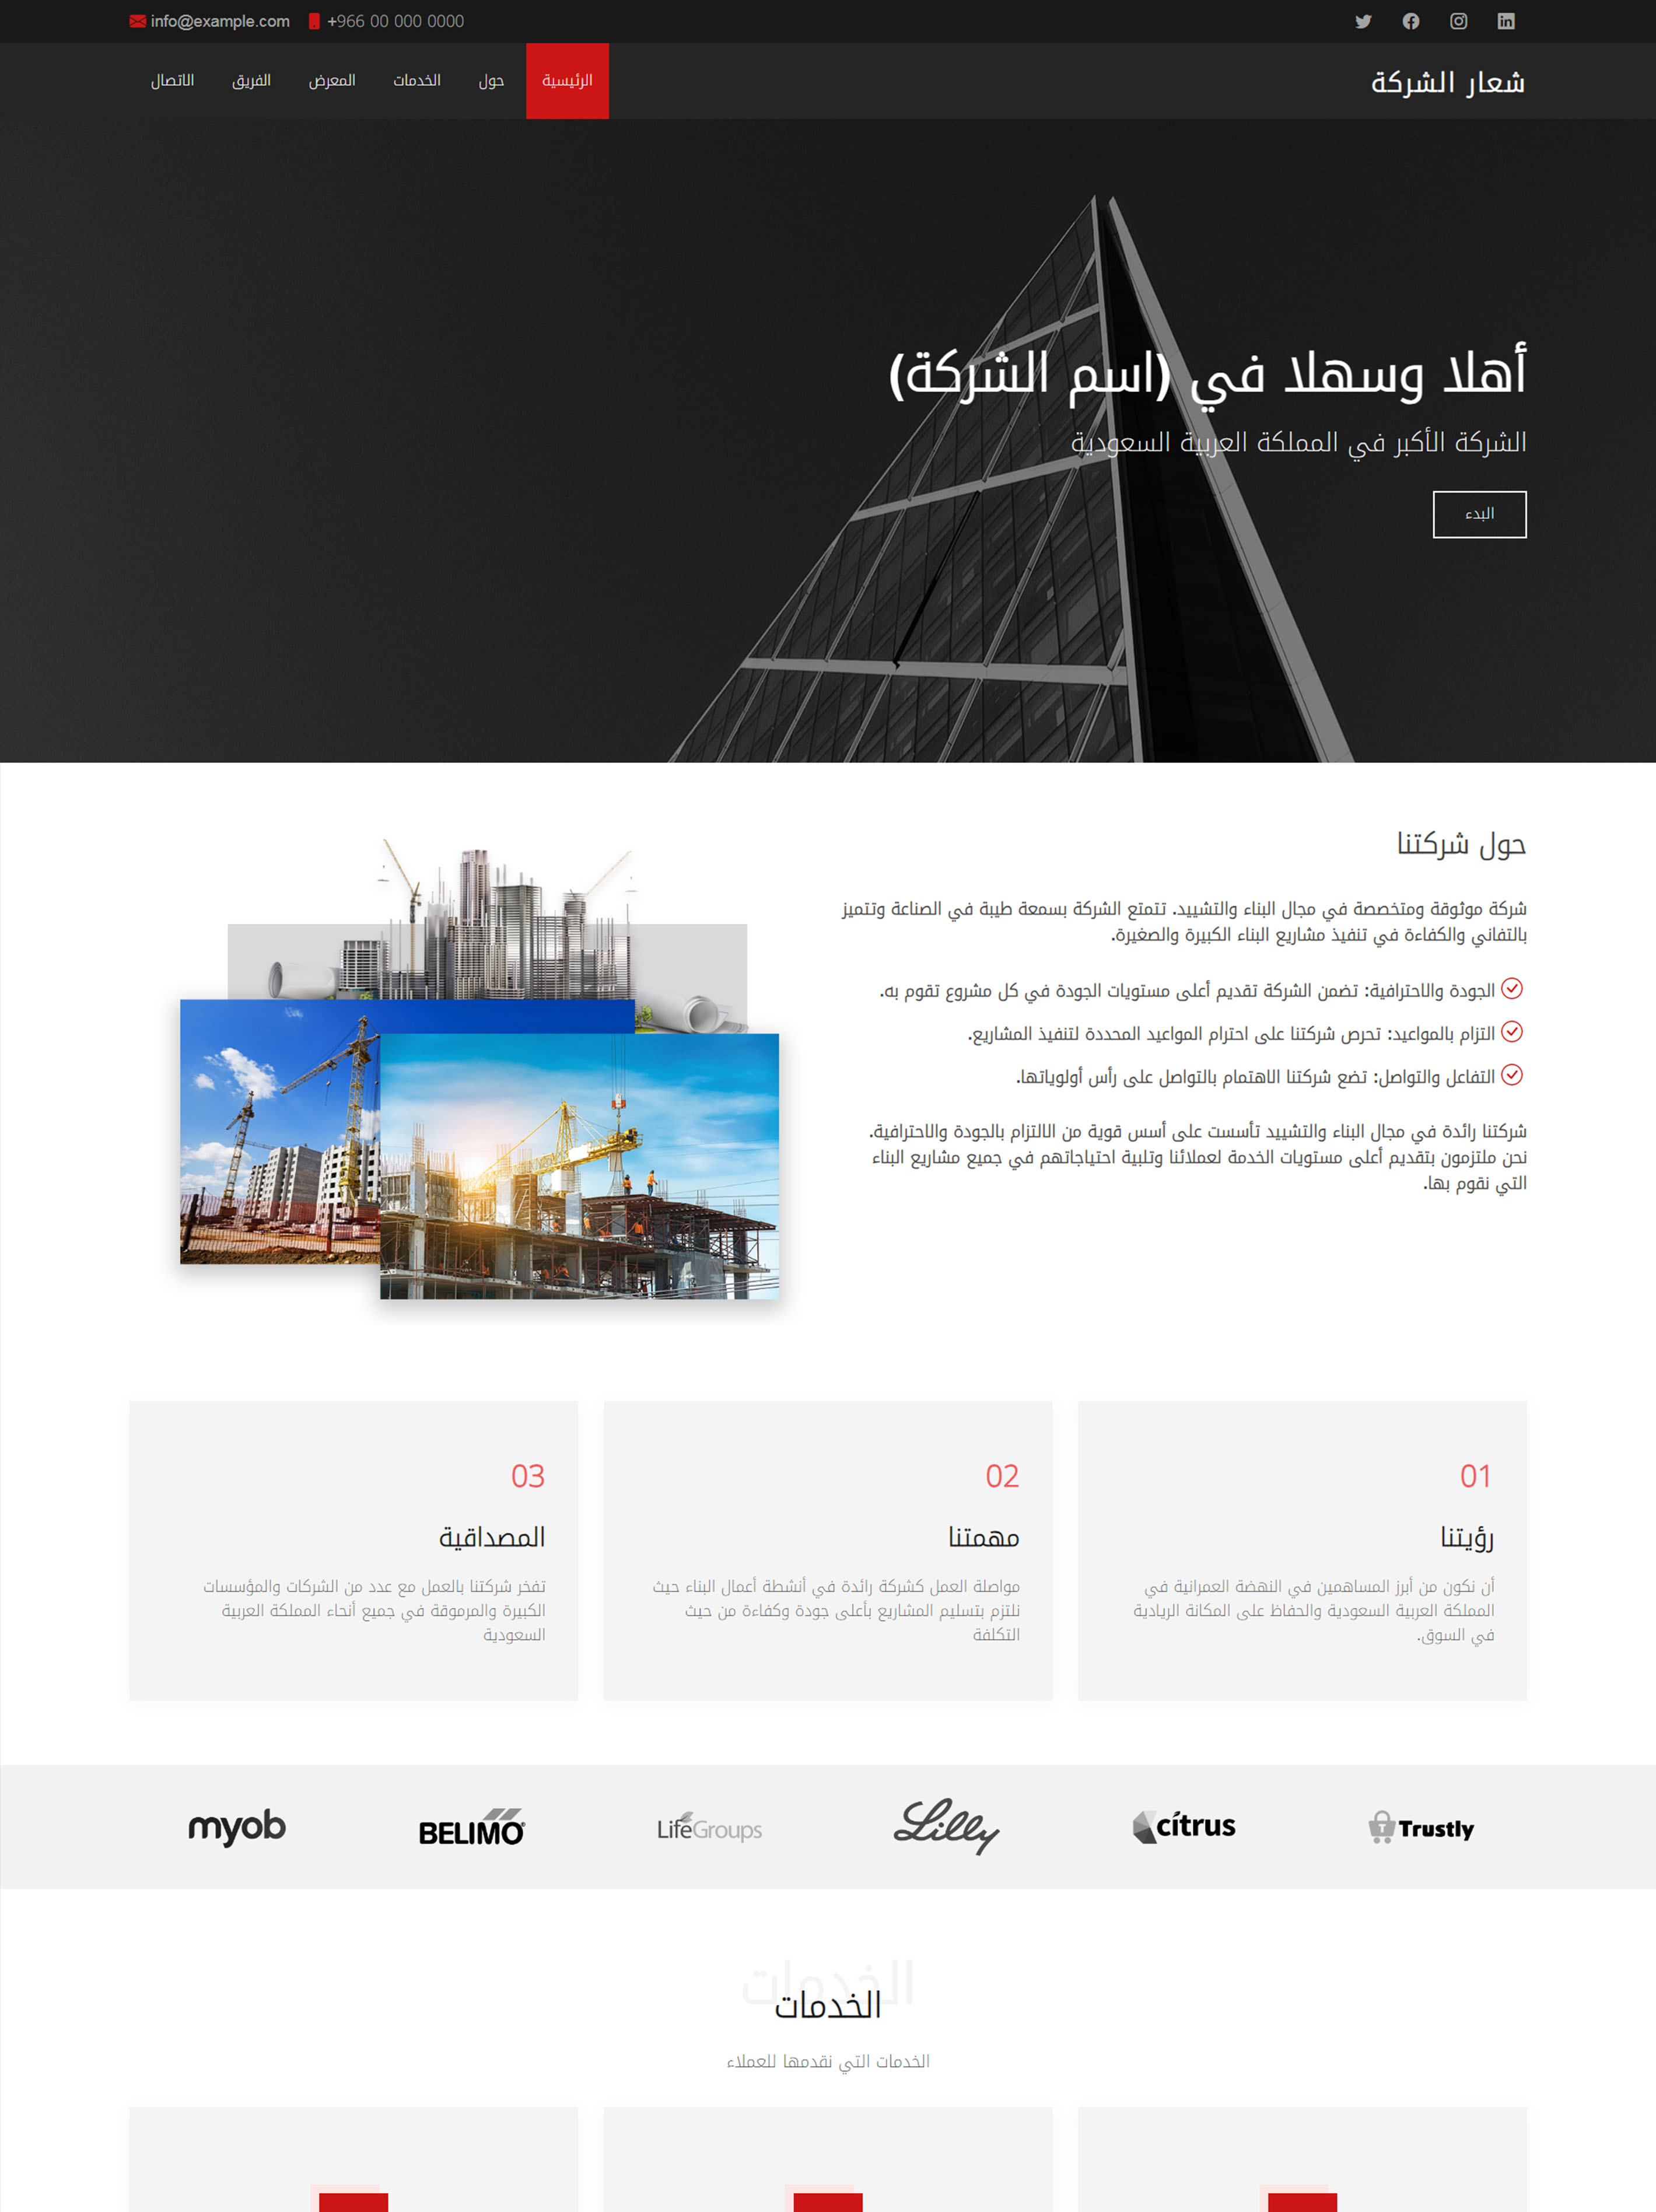 info@example.com
+966 00 000 0000
شعار الشركة
الرئيسية
حول
الخدمات
المعرض
الفريق
الاتصال
أهلا وسهلا في (اسم الشركة)
الشركة الأكبر في المملكة العربية السعودية
البدء
حول شركتنا
شركة موثوقة ومتخصصة في مجال البناء والتشييد. تتمتع الشركة بسمعة طيبة في الصناعة وتتميز
بالتفاني والكفاءة في تنفيذ مشاريع البناء الكبيرة والصغيرة.
الجودة والاحترافية: تضمن الشركة تقديم أعلى مستويات الجودة في كل مشروع تقوم به.
التزام بالمواعيد: تحرص شركتنا على احترام المواعيد المحددة لتنفيذ المشاريع.
التفاعل والتواصل: تضع شركتنا الاهتمام بالتواصل على رأس أولوياتها.
شركتنا رائدة في مجال البناء والتشييد تأسست على أسس قوية من الالتزام بالجودة والاحترافية.
نحن ملتزمون بتقديم أعلى مستويات الخدمة لعملائنا وتلبية احتياجاتهم في جميع مشاريع البناء
التي نقوم بها.
01
رؤيتنا
أن نكون من أبرز المساهمين في النهضة العمرانية في
المملكة العربية السعودية والحفاظ على المكانة الريادية
في السوق.
02
مهمتنا
مواصلة العمل كشركة رائدة في أنشطة أعمال البناء حيث
نلتزم بتسليم المشاريع بأعلى جودة وكفاءة من حيث
التكلفة
03
المصداقية
تفخر شركتنا بالعمل مع عدد من الشركات والمؤسسات
الكبيرة والمرموقة في جميع أنحاء المملكة العربية
السعودية
Trustly
citrus
Lilly
LifeGroups
BELIMO
myob
الخدمات
الخدمات
الخدمات التي نقدمها للعملاء